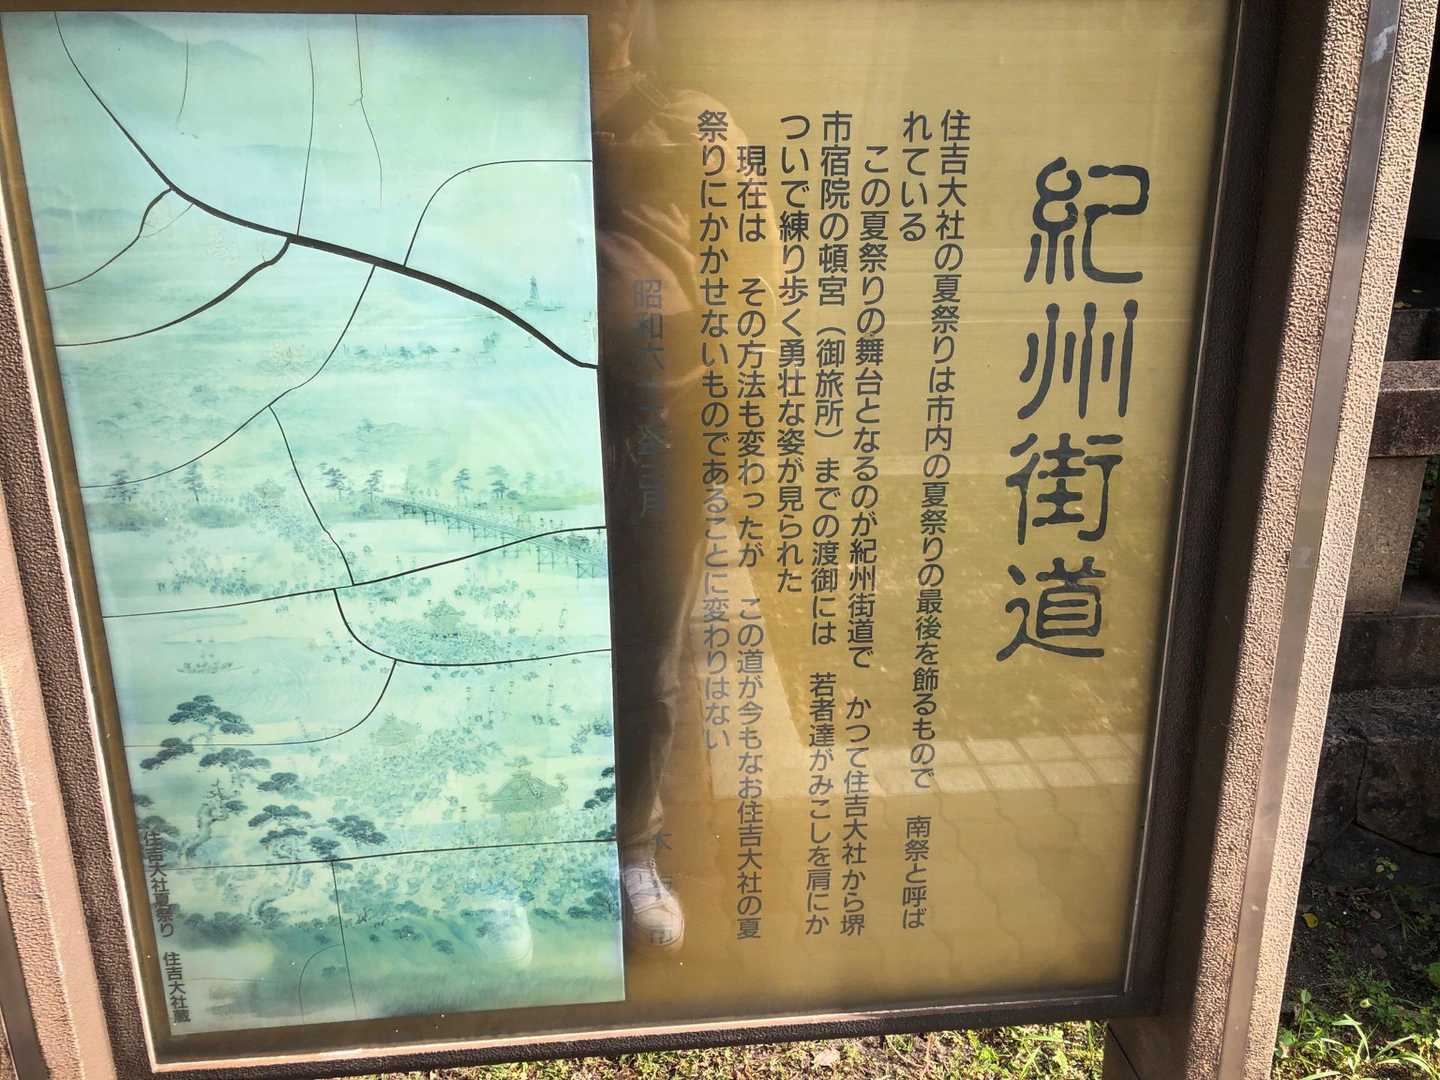 紀州街道
住吉大社の夏祭りは市内の夏祭りの最後を飾るもので　南祭と呼ば
れている
この夏祭りの舞台となるのが紀州街道で　かつて住吉大社から堺
市宿院の頓宮（御旅所）までの渡御には　若者達がみこしを肩にか
ついで練り歩く勇壮な姿が見られた
現在は　その方法も変わったが　この道が今もなお住吉大社の夏
祭りにかかせないものであることに変わりはない
昭和六十
住吉大社夏祭り　住吉大社蔵